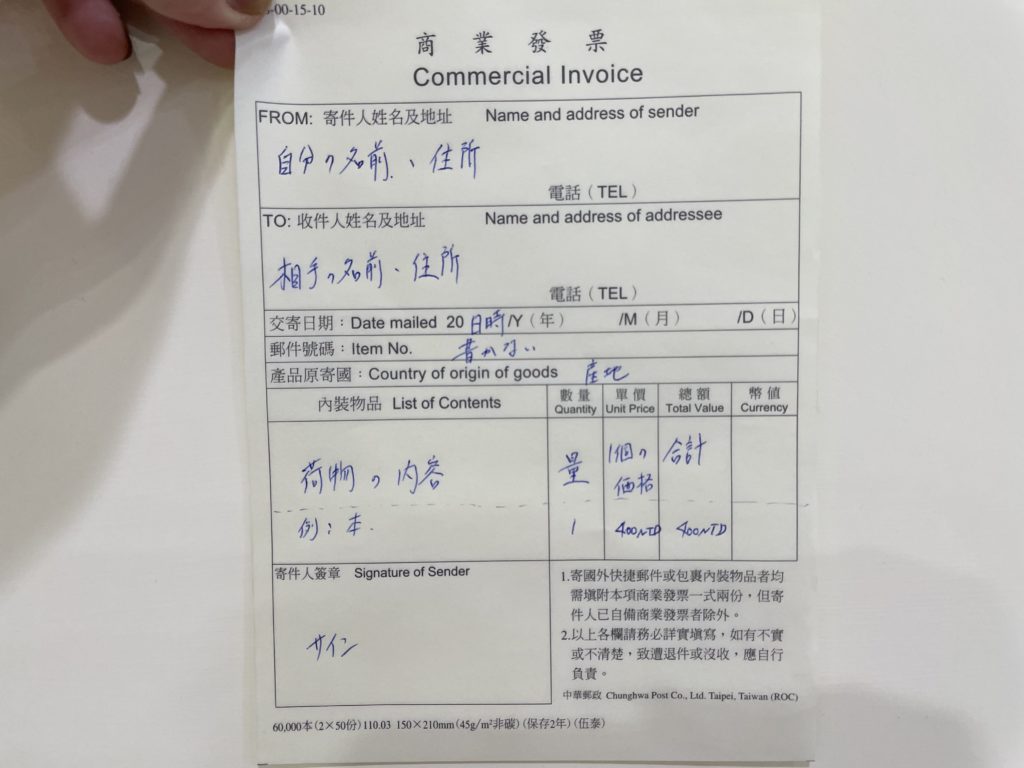 -00-15-10
商業發票
Commercial Invoice
FROM: 寄件人姓名及地址 Name and address of sender
自分の名前、住所
電話（TEL）
TO: 收件人姓名及地址 Name and address of addressee
相手の名前、住所
電話（TEL）
交寄日期：Date mailed 20 日時/Y（年） /M（月） /D（日）
郵件號碼：Item No. 書かない
產品原寄國：Country of origin of goods 産地
內裝物品 List of Contents 數量 Quantity 單價 Unit Price 總額 Total Value 幣值 Currency
荷物の内容 量 1個の価格 合計
例：本. 1 400NTD 400NTD
寄件人簽章 Signature of Sender
サイン
1.寄國外快捷郵件或包裹內裝物品者均
需填附本項商業發票一式兩份，但寄
件人已自備商業發票者除外。
2.以上各欄請務必詳實填寫，如有不實
或不清楚，致遭退件或沒收，應自行
負責。
中華郵政 Chunghwa Post Co., Ltd. Taipei, Taiwan (ROC)
60,000本(2×50份)110.03 150×210mm(45g/m²非碳)(保存2年)(伍泰)